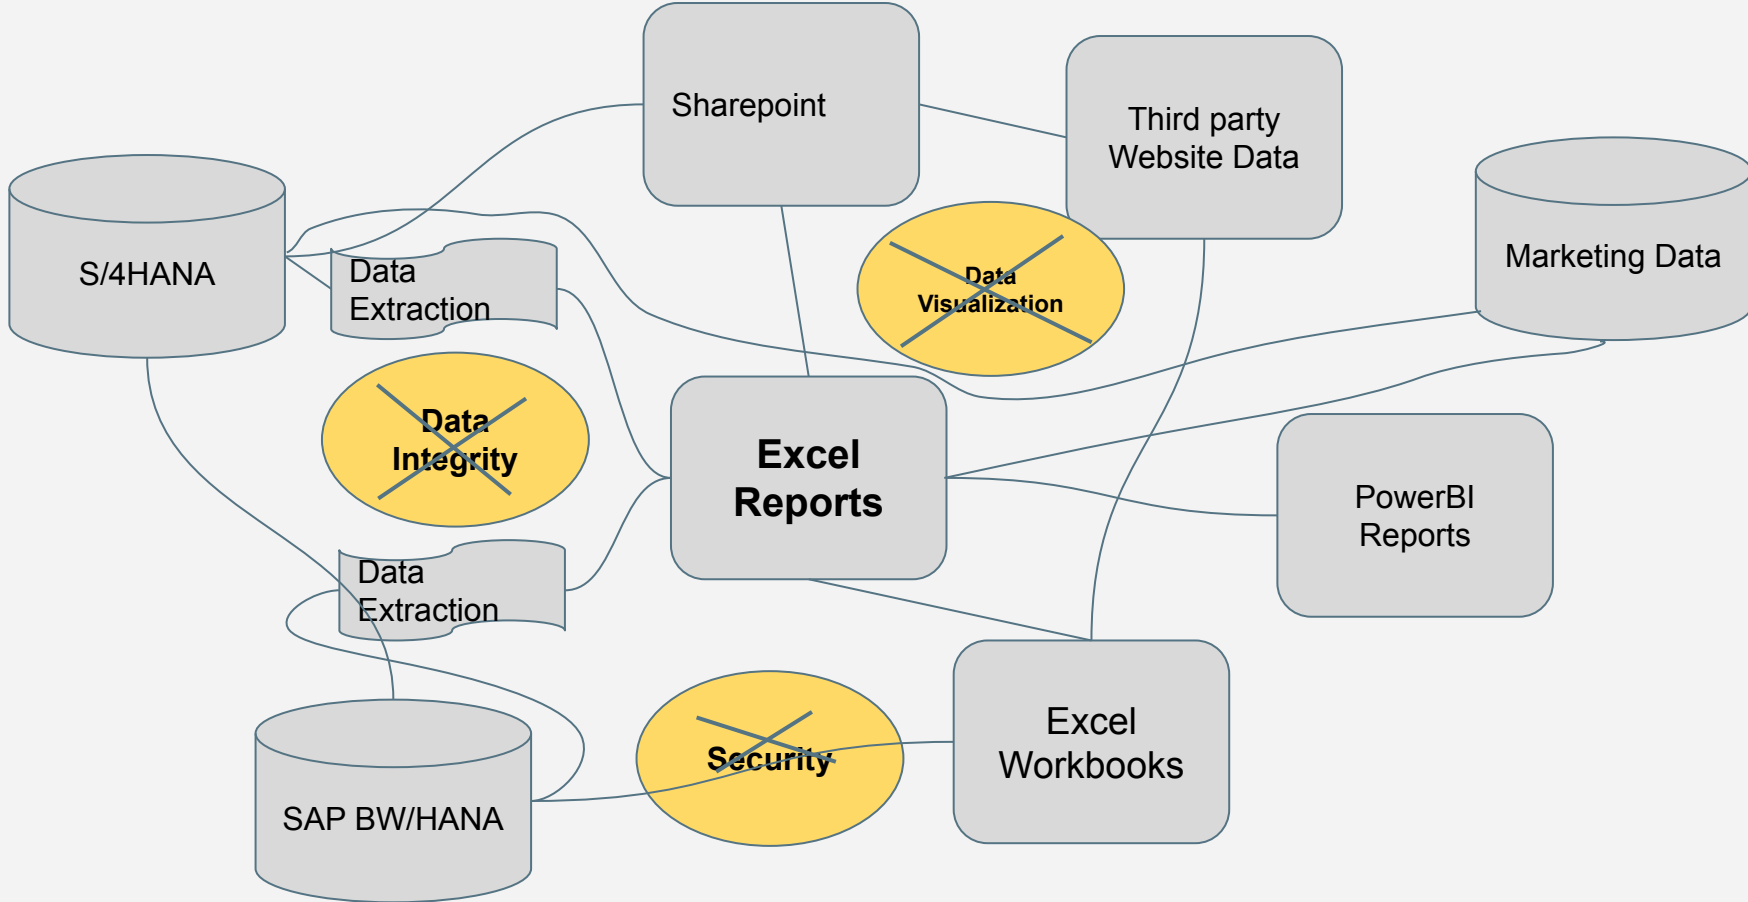 Sharepoint
Third party
Website Data
S/4HANA
Data
Extraction
Data
Visualization
Marketing Data
Data
Integrity
Excel
Reports
PowerBI
Reports
Data
Extraction
Security
Excel
Workbooks
SAP BW/HANA